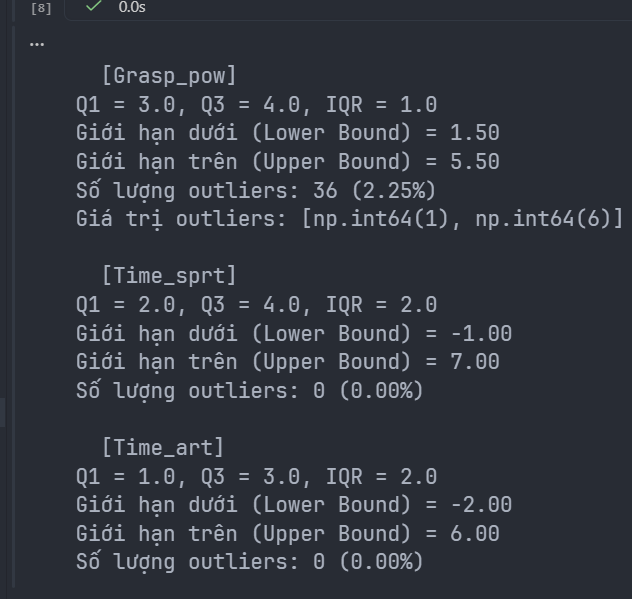 [8]
0.0s
...
[Grasp_pow]
Q1 = 3.0, Q3 = 4.0, IQR = 1.0
Giới hạn dưới (Lower Bound) = 1.50
Giới hạn trên (Upper Bound) = 5.50
Số lượng outliers: 36 (2.25%)
Giá trị outliers: [np.int64(1), np.int64(6)]
[Time_sprt]
Q1 = 2.0, Q3 = 4.0, IQR = 2.0
Giới hạn dưới (Lower Bound) = -1.00
Giới hạn trên (Upper Bound) = 7.00
Số lượng outliers: 0 (0.00%)
[Time_art]
Q1 = 1.0, Q3 = 3.0, IQR = 2.0
Giới hạn dưới (Lower Bound) = -2.00
Giới hạn trên (Upper Bound) = 6.00
Số lượng outliers: 0 (0.00%)